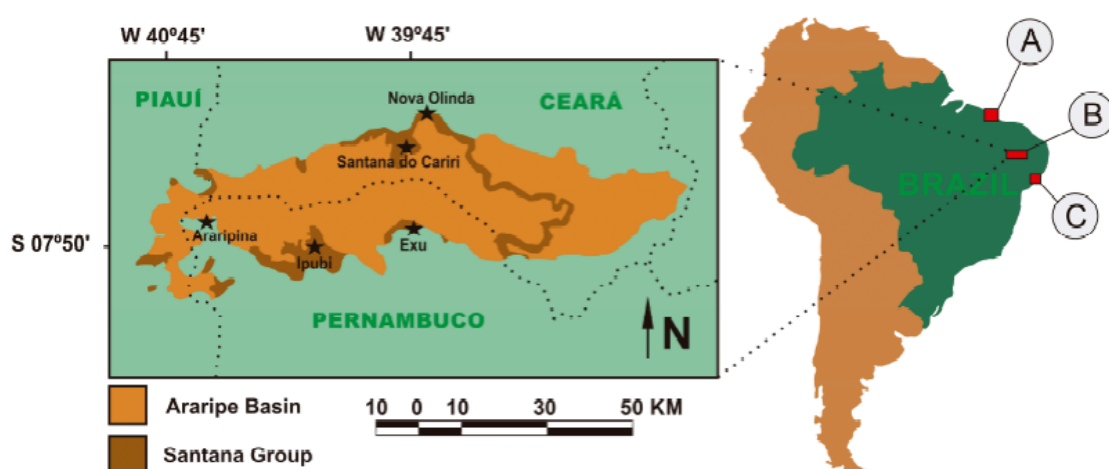 W 40º45'
W 39º45'
PIAUÍ
Nova Olinda
CEARÁ
Santana do Cariri
S 07º50'
Araripina
Ipubi
Exu
PERNAMBUCO
N
Araripe Basin
Santana Group
10 0 10 30 50 KM
A
B
BRAZIL
C